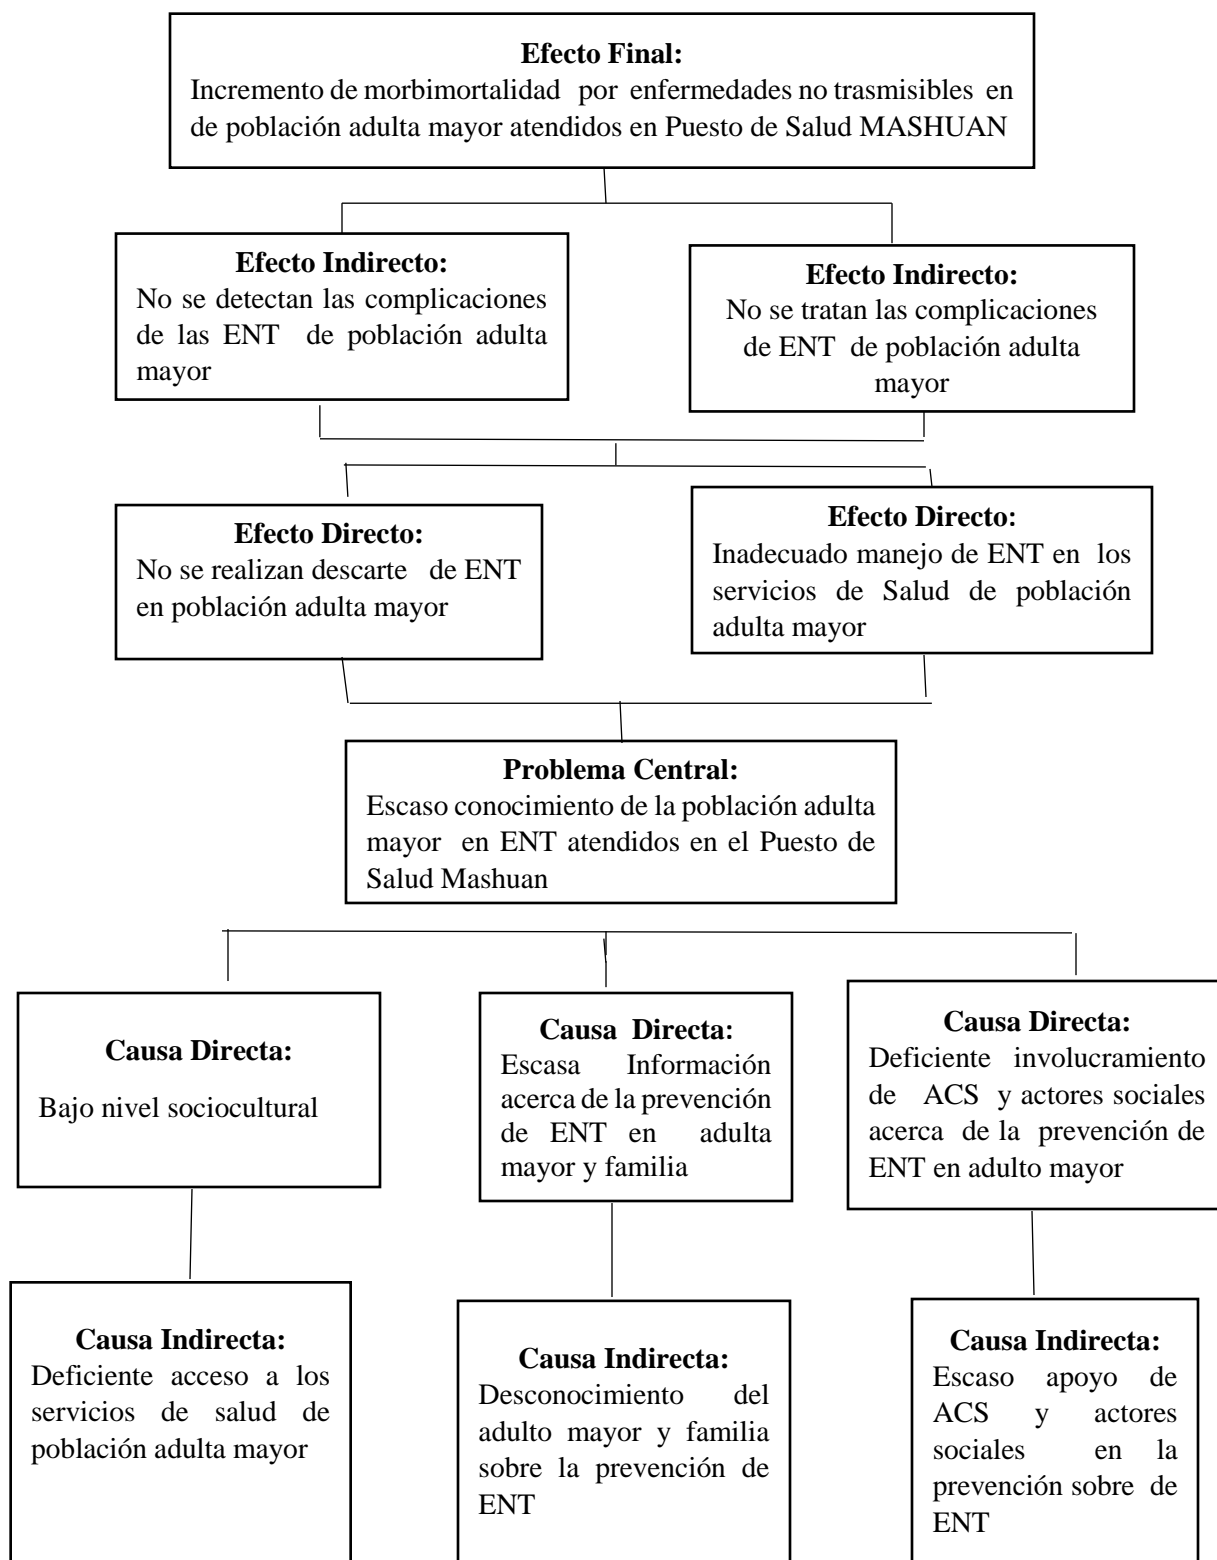 Efecto Final:
Incremento de morbimortalidad por enfermedades no trasmisibles en
de población adulta mayor atendidos en Puesto de Salud MASHUAN
Efecto Indirecto:
No se detectan las complicaciones
de las ENT de población adulta
mayor
Efecto Indirecto:
No se tratan las complicaciones
de ENT de población adulta
mayor
Efecto Directo:
No se realizan descarte de ENT
en población adulta mayor
Efecto Directo:
Inadecuado manejo de ENT en los
servicios de Salud de población
adulta mayor
Problema Central:
Escaso conocimiento de la población adulta
mayor en ENT atendidos en el Puesto de
Salud Mashuan
Causa Directa:
Bajo nivel sociocultural
Causa Directa:
Escasa Información
acerca de la prevención
de ENT en adulta
mayor y familia
Causa Directa:
Deficiente involucramiento
de ACS y actores sociales
acerca de la prevención de
ENT en adulto mayor
Causa Indirecta:
Deficiente acceso a los
servicios de salud de
población adulta mayor
Causa Indirecta:
Desconocimiento del
adulto mayor y familia
sobre la prevención de
ENT
Causa Indirecta:
Escaso apoyo de
ACS y actores
sociales en la
prevención sobre de
ENT